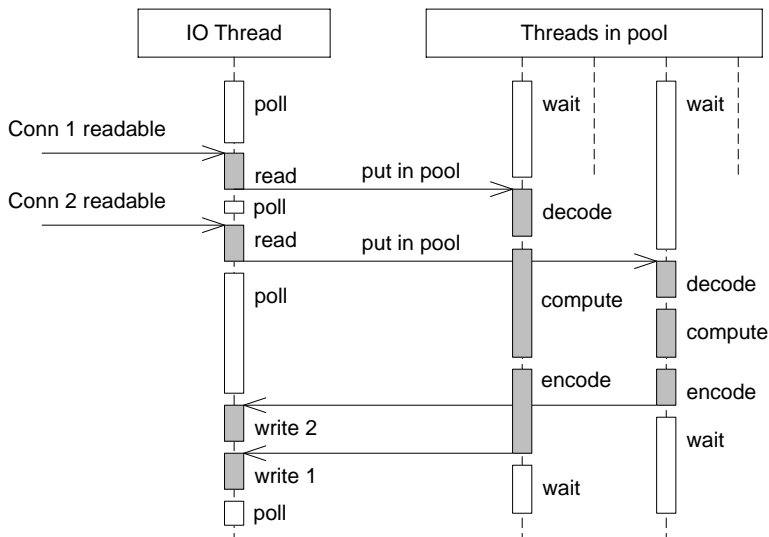 IO Thread
Threads in pool
poll
wait
wait
Conn 1 readable
read
put in pool
Conn 2 readable
poll
decode
read
put in pool
poll
compute
decode
compute
encode
encode
write 2
wait
write 1
wait
poll